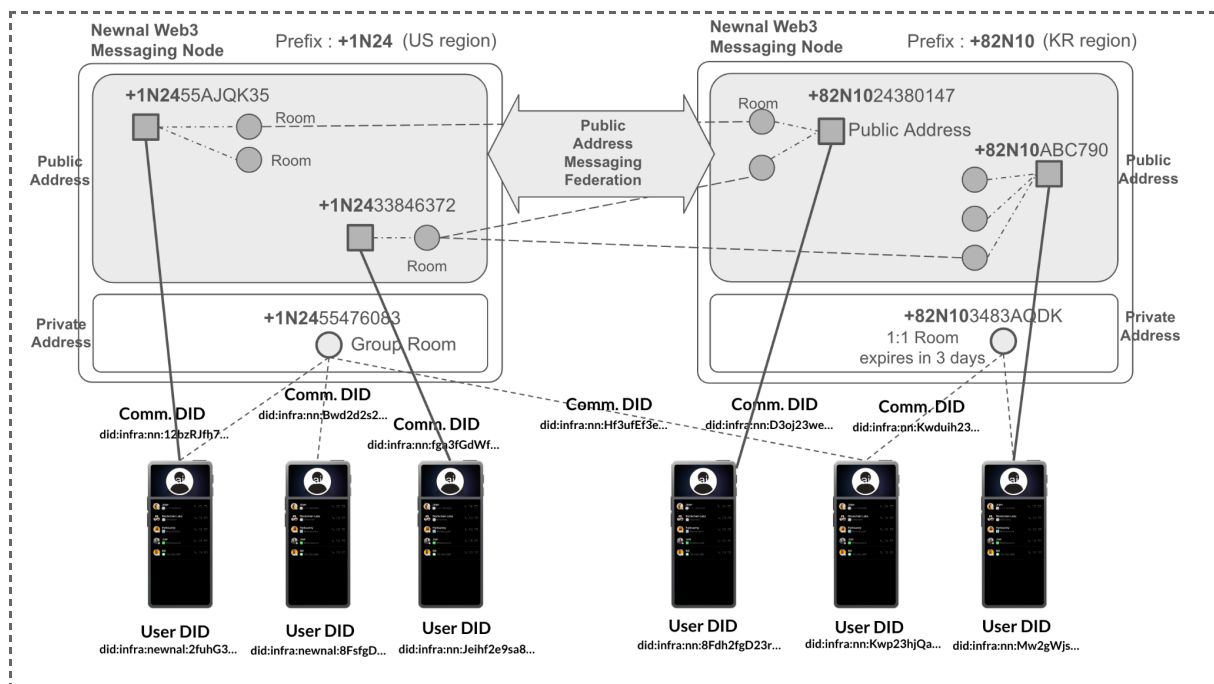 Newnal Web3
Messaging Node
Prefix : +1N24 (US region)
Newnal Web3
Messaging Node
Prefix : +82N10 (KR region)
+1N2455AJQK35
Room
Room
Public
Address
+1N2433846372
Room
Public
Address
Messaging
Federation
Room
+82N1024380147
Public Address
+82N10ABC790
Public
Address
Private
Address
+1N2455476083
Group Room
+82N103483AQDK
1:1 Room
expires in 3 days
Private
Address
Comm. DID
did:infra:nn:12bzRJfh7...
Comm. DID
did:infra:nn:Bwd2d2s2...
Comm. DID
did:infra:nn:fga3fGdWf...
Comm. DID
did:infra:nn:Hf3ufEf3e...
Comm. DID
did:infra:nn:D3oj23we...
Comm. DID
did:infra:nn:Kwduih23...
User DID
did:infra:newnal:2fuhG3...
User DID
did:infra:newnal:8FsfgD...
User DID
did:infra:nn:Jeihf2e9sa8...
User DID
did:infra:nn:8Fdh2fgD23r...
User DID
did:infra:nn:Kwp23hjQa...
User DID
did:infra:nn:Mw2gWjs...